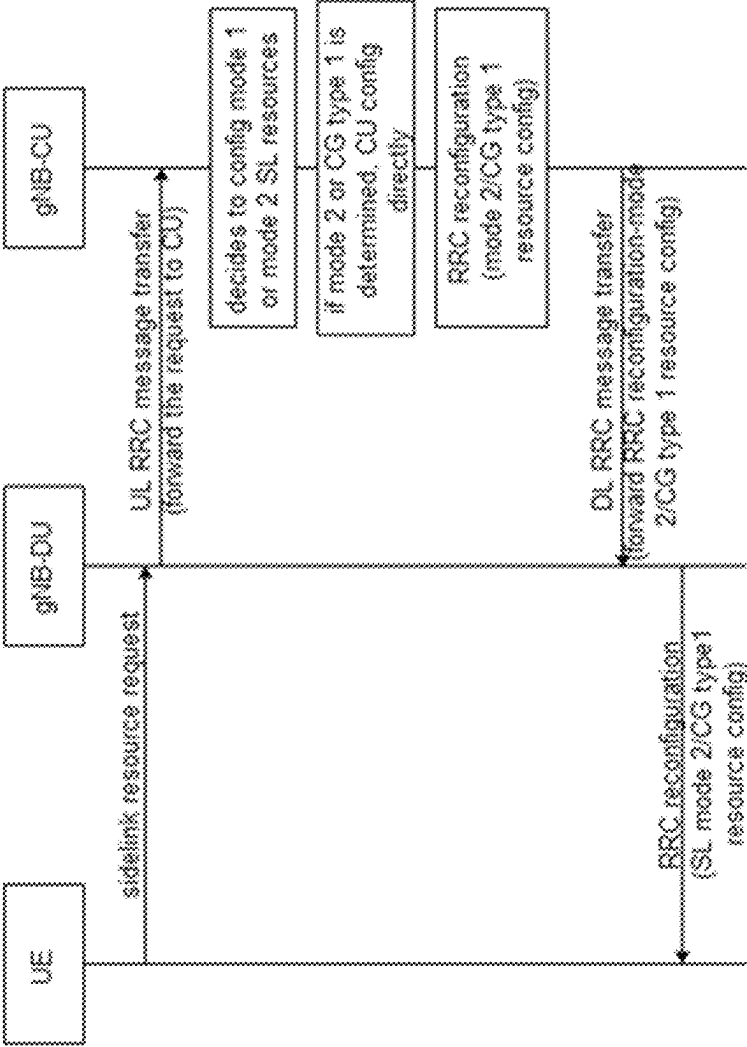 UE
gNB-DU
gNB-CU
sidelink resource request
UL RRC message transfer
(forward the request to CU)
decides to config mode 1
or mode 2 SL resources
if mode 2 or CG type 1 is
determined, CU config
directly
RRC reconfiguration
(mode 2/CG type 1
resource config)
DL RRC message transfer
(forward RRC reconfiguration-mode
2/CG type 1 resource config)
RRC reconfiguration
(SL mode 2/CG type1
resource config)